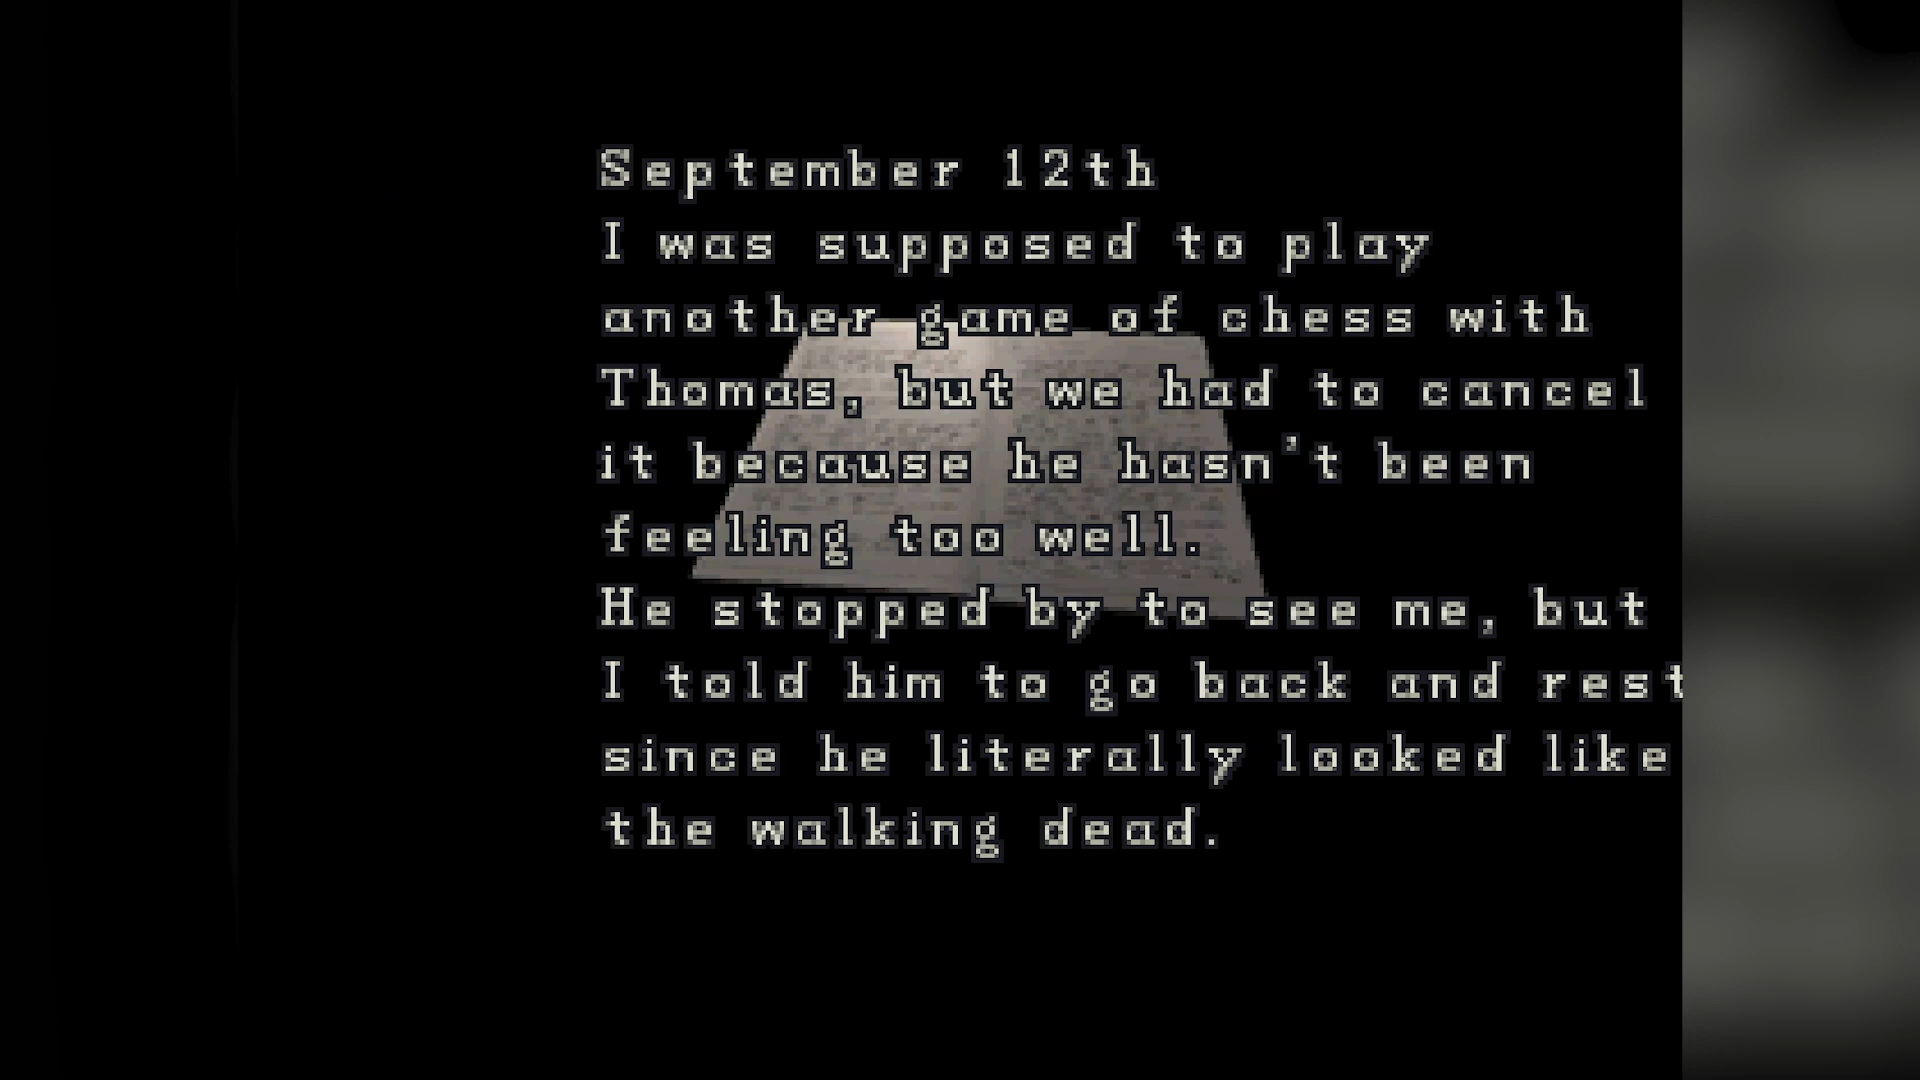 September 12th
I was supposed to play
another game of chess with
Thomas, but we had to cancel
it because he hasn't been
feeling too well.
He stopped by to see me, but
I told him to go back and rest
since he literally looked like
the walking dead.